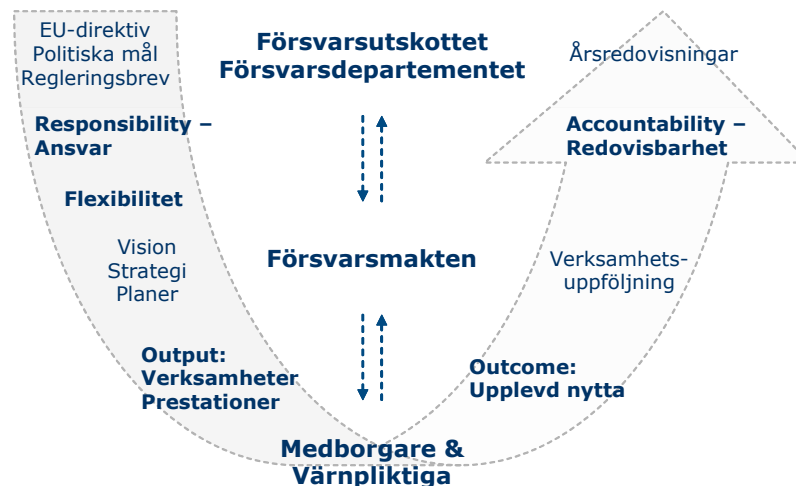 EU-direktiv
Politiska mål
Regleringsbrev
Försvarsutskottet
Försvarsdepartementet
Årsredovisningar
Responsibility –
Ansvar
Accountability –
Redovisbarhet
Flexibilitet
Vision
Strategi
Planer
Försvarsmakten
Verksamhets-
uppföljning
Output:
Verksamheter
Prestationer
Outcome:
Upplevd nytta
Medborgare &
Värnpliktiga